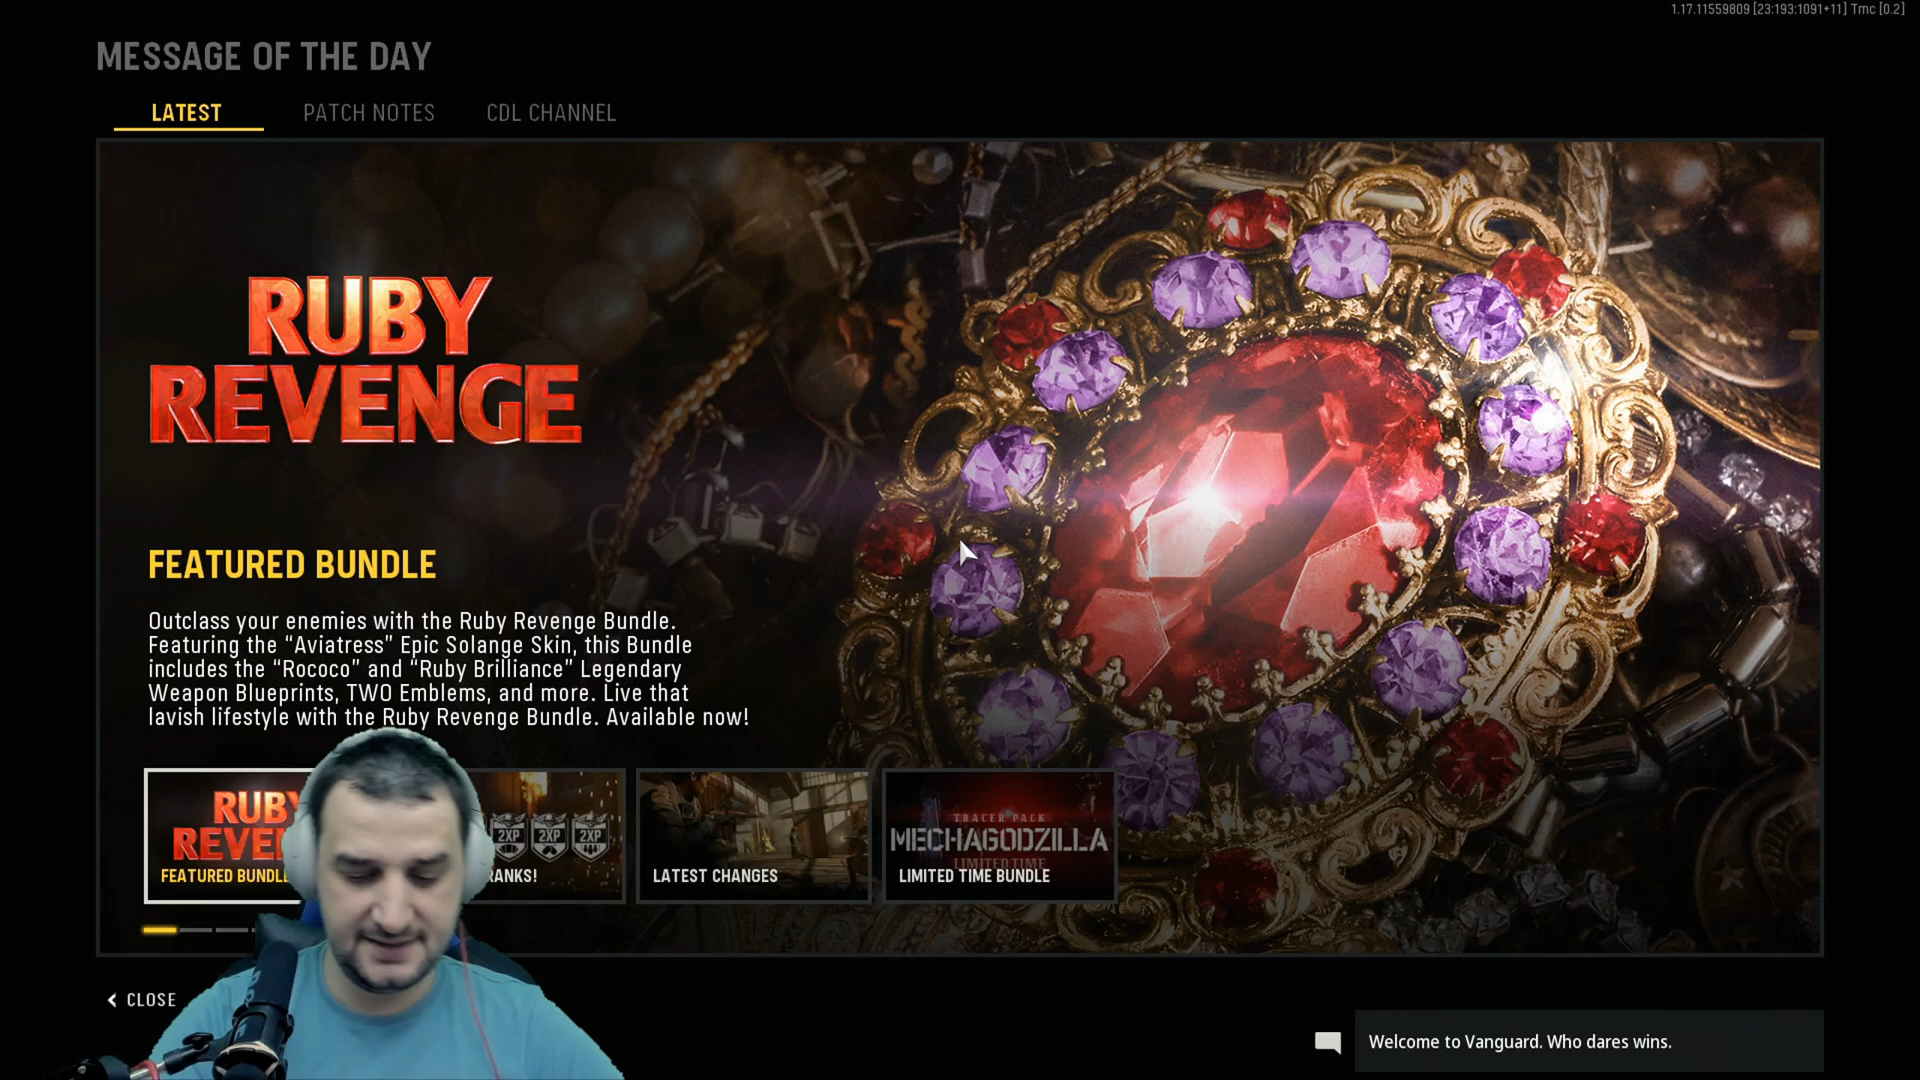 1.17.11559809 [23:193:1091+11] Tmc [0.2]
MESSAGE OF THE DAY
LATEST
PATCH NOTES
CDL CHANNEL
RUBY
REVENGE
FEATURED BUNDLE
Outclass your enemies with the Ruby Revenge Bundle.
Featuring the “Aviatress” Epic Solange Skin, this Bundle
includes the “Rococo” and “Ruby Brilliance” Legendary
Weapon Blueprints, TWO Emblems, and more. Live that
lavish lifestyle with the Ruby Revenge Bundle. Available now!
FEATURED
2XP 2XP 2XP
RANKS!
LATEST CHANGES
TRACER PACK
MECHAGODZILLA
LIMITED TIME
LIMITED TIME BUNDLE
CLOSE
Welcome to Vanguard. Who dares wins.